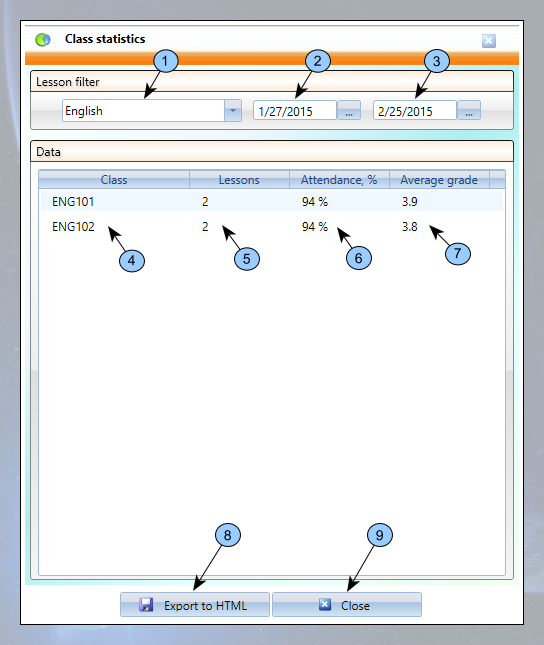 Class statistics
1 2 3
Lesson filter
English 1/27/2015 ... 2/25/2015 ...
Data
Class Lessons Attendance, % Average grade
ENG101 2 94 % 3.9
ENG102 2 94 % 3.8
4 5 6 7
8 9
Export to HTML Close